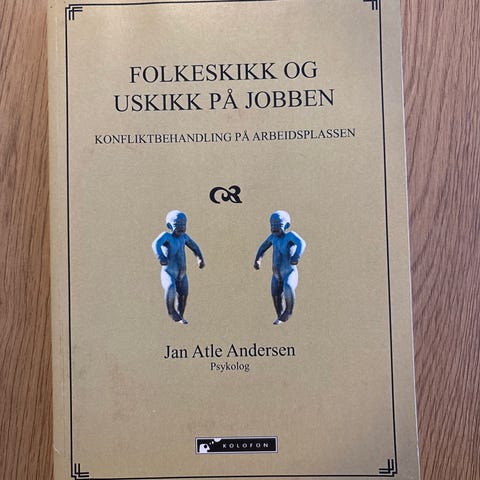 FOLKESKIKK OG
USKIKK PÅ JOBBEN
KONFLIKTBEHANDLING PÅ ARBEIDSPLASSEN
Jan Atle Andersen
Psykolog
KOLOFON